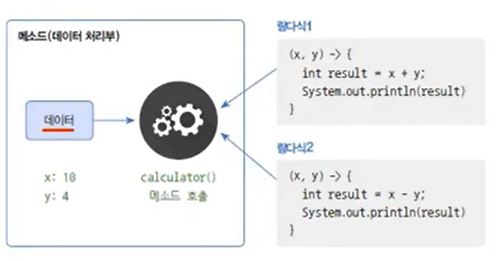 메소드(데이터 처리부)
데이터
x: 10
y: 4
calculator()
메소드 호출
람다식1
(x, y) -> {
int result = x + y;
System.out.println(result)
}
람다식2
(x, y) -> {
int result = x - y;
System.out.println(result)
}